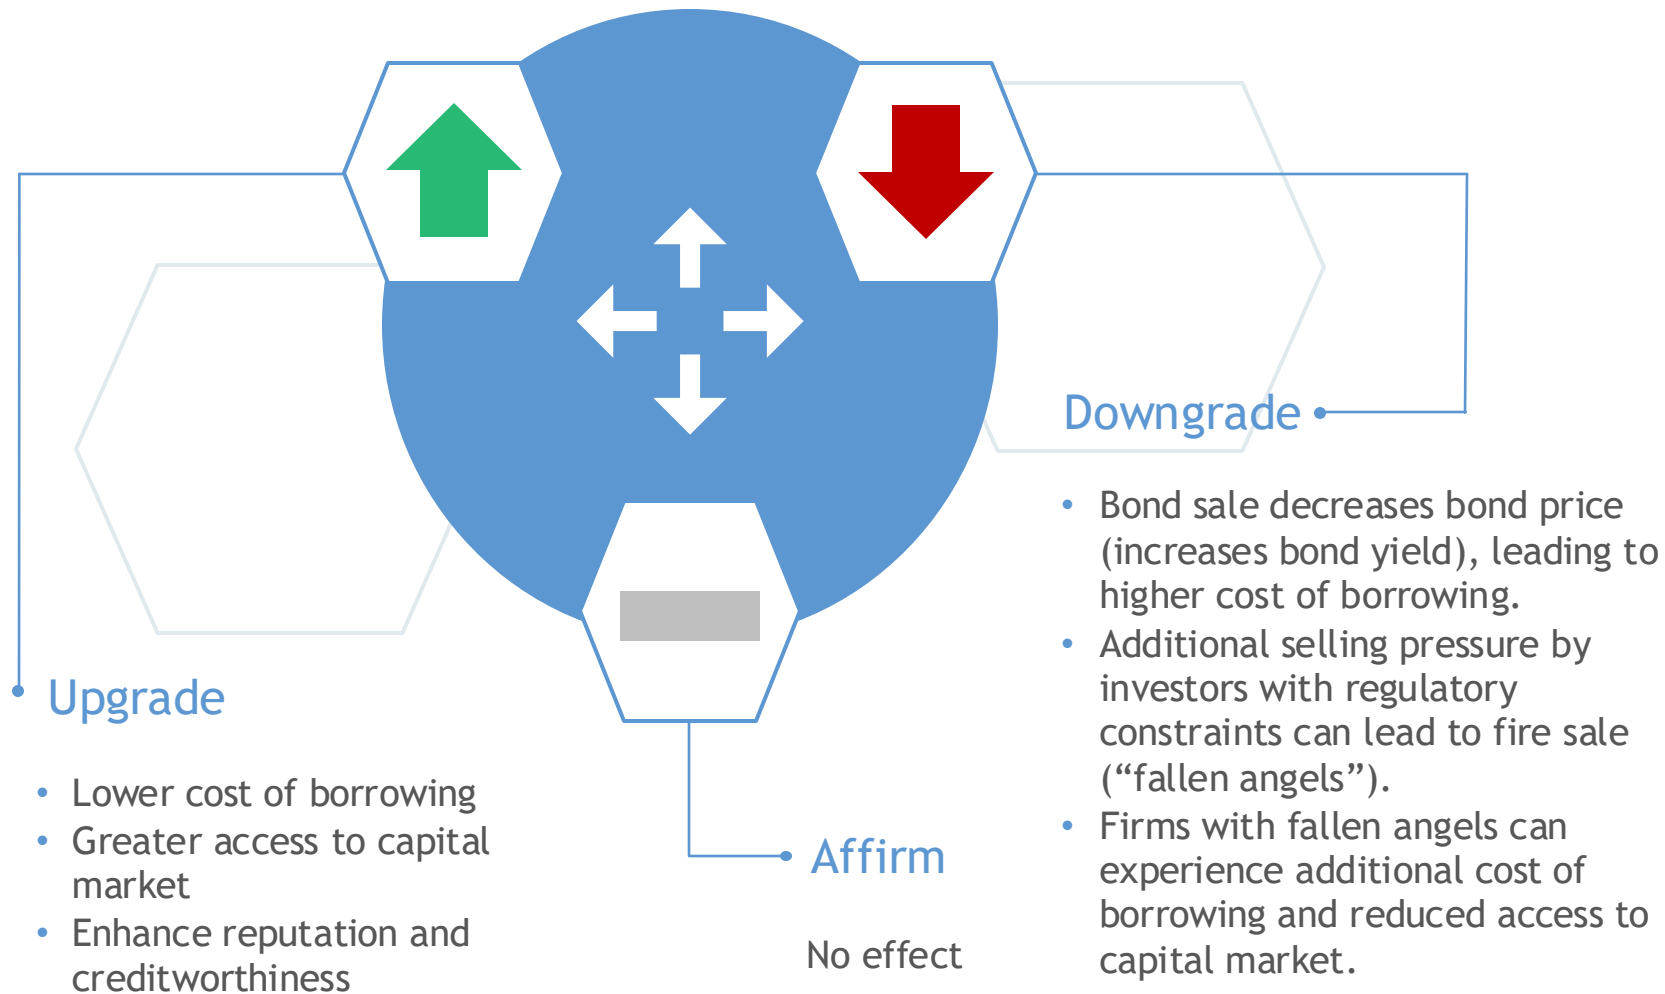 Upgrade
• Lower cost of borrowing
• Greater access to capital
market
• Enhance reputation and
creditworthiness
Affirm
No effect
Downgrade
• Bond sale decreases bond price
(increases bond yield), leading to
higher cost of borrowing.
• Additional selling pressure by
investors with regulatory
constraints can lead to fire sale
(“fallen angels”).
• Firms with fallen angels can
experience additional cost of
borrowing and reduced access to
capital market.